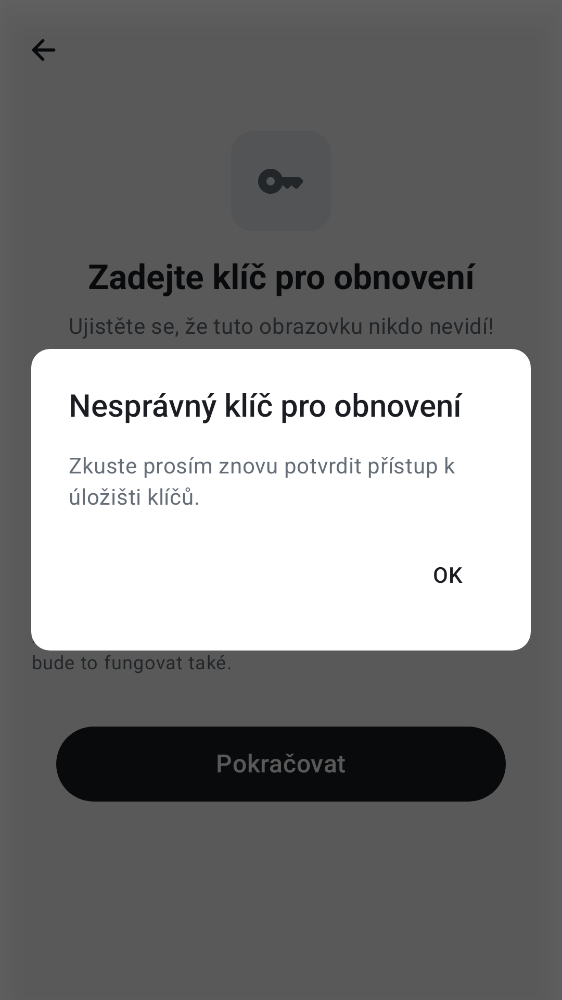 Zadejte klíč pro obnovení
Ujistěte se, že tuto obrazovku nikdo nevidí!
Nesprávný klíč pro obnovení
Zkuste prosím znovu potvrdit přístup k
úložišti klíčů.
OK
bude to fungovat také.
Pokračovat